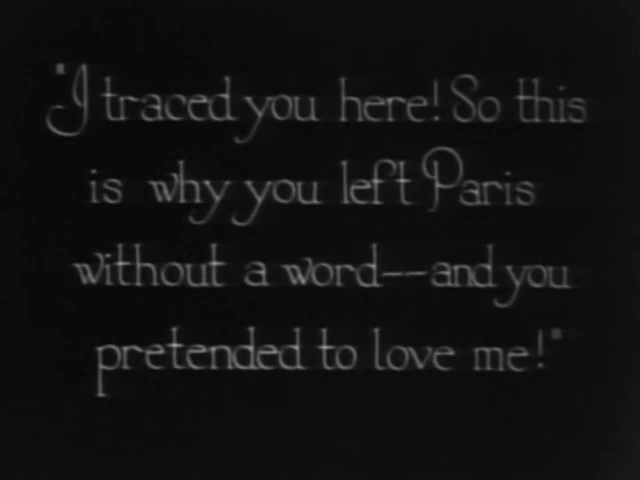 "I traced you here! So this
is why you left Paris
without a word--and you
pretended to love me!"